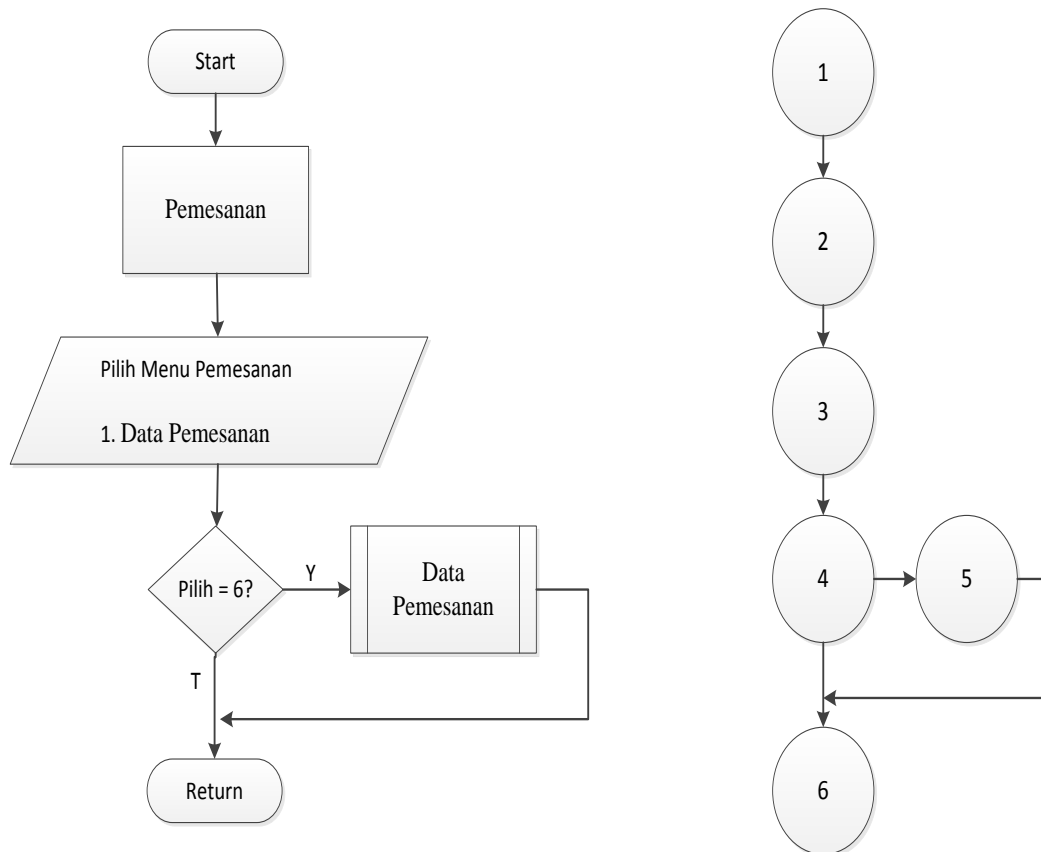 Start
Pemesanan
Pilih Menu Pemesanan
1. Data Pemesanan
Pilih = 6?
Y
Data
Pemesanan
T
Return
1
2
3
4
5
6